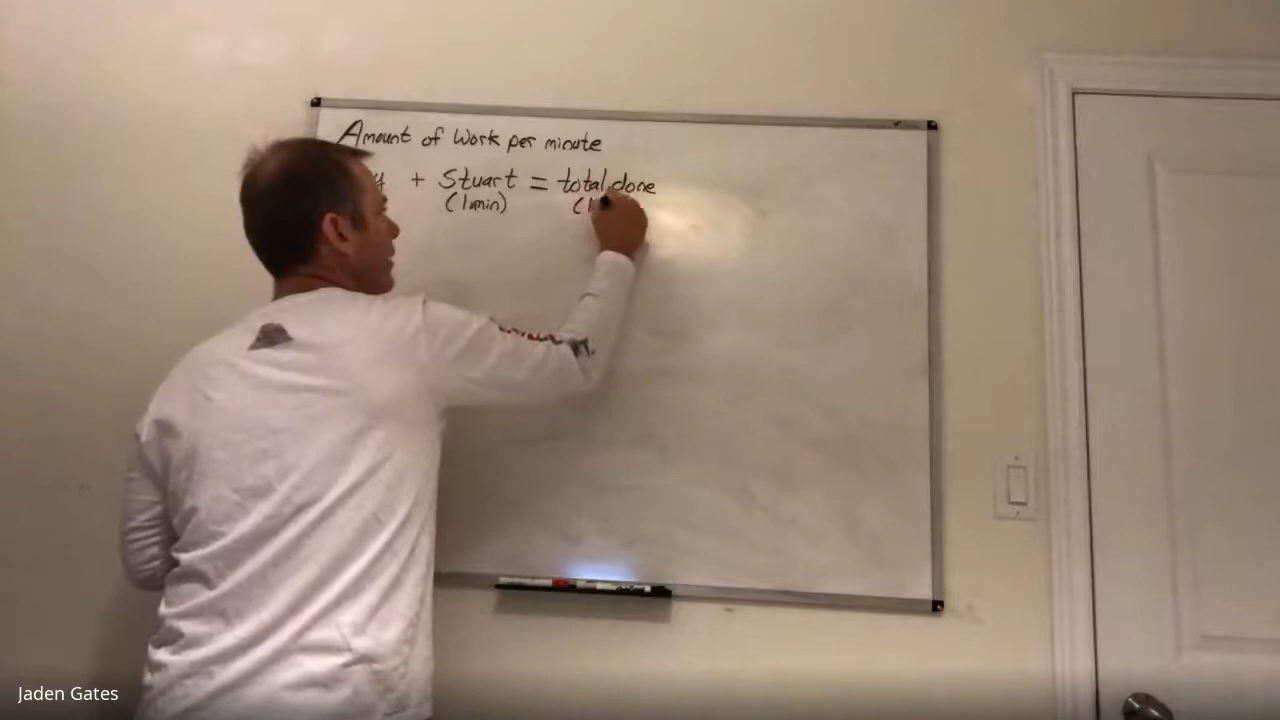 Amount of Work per minute
+ Stuart = total done
(1min)
Jaden Gates